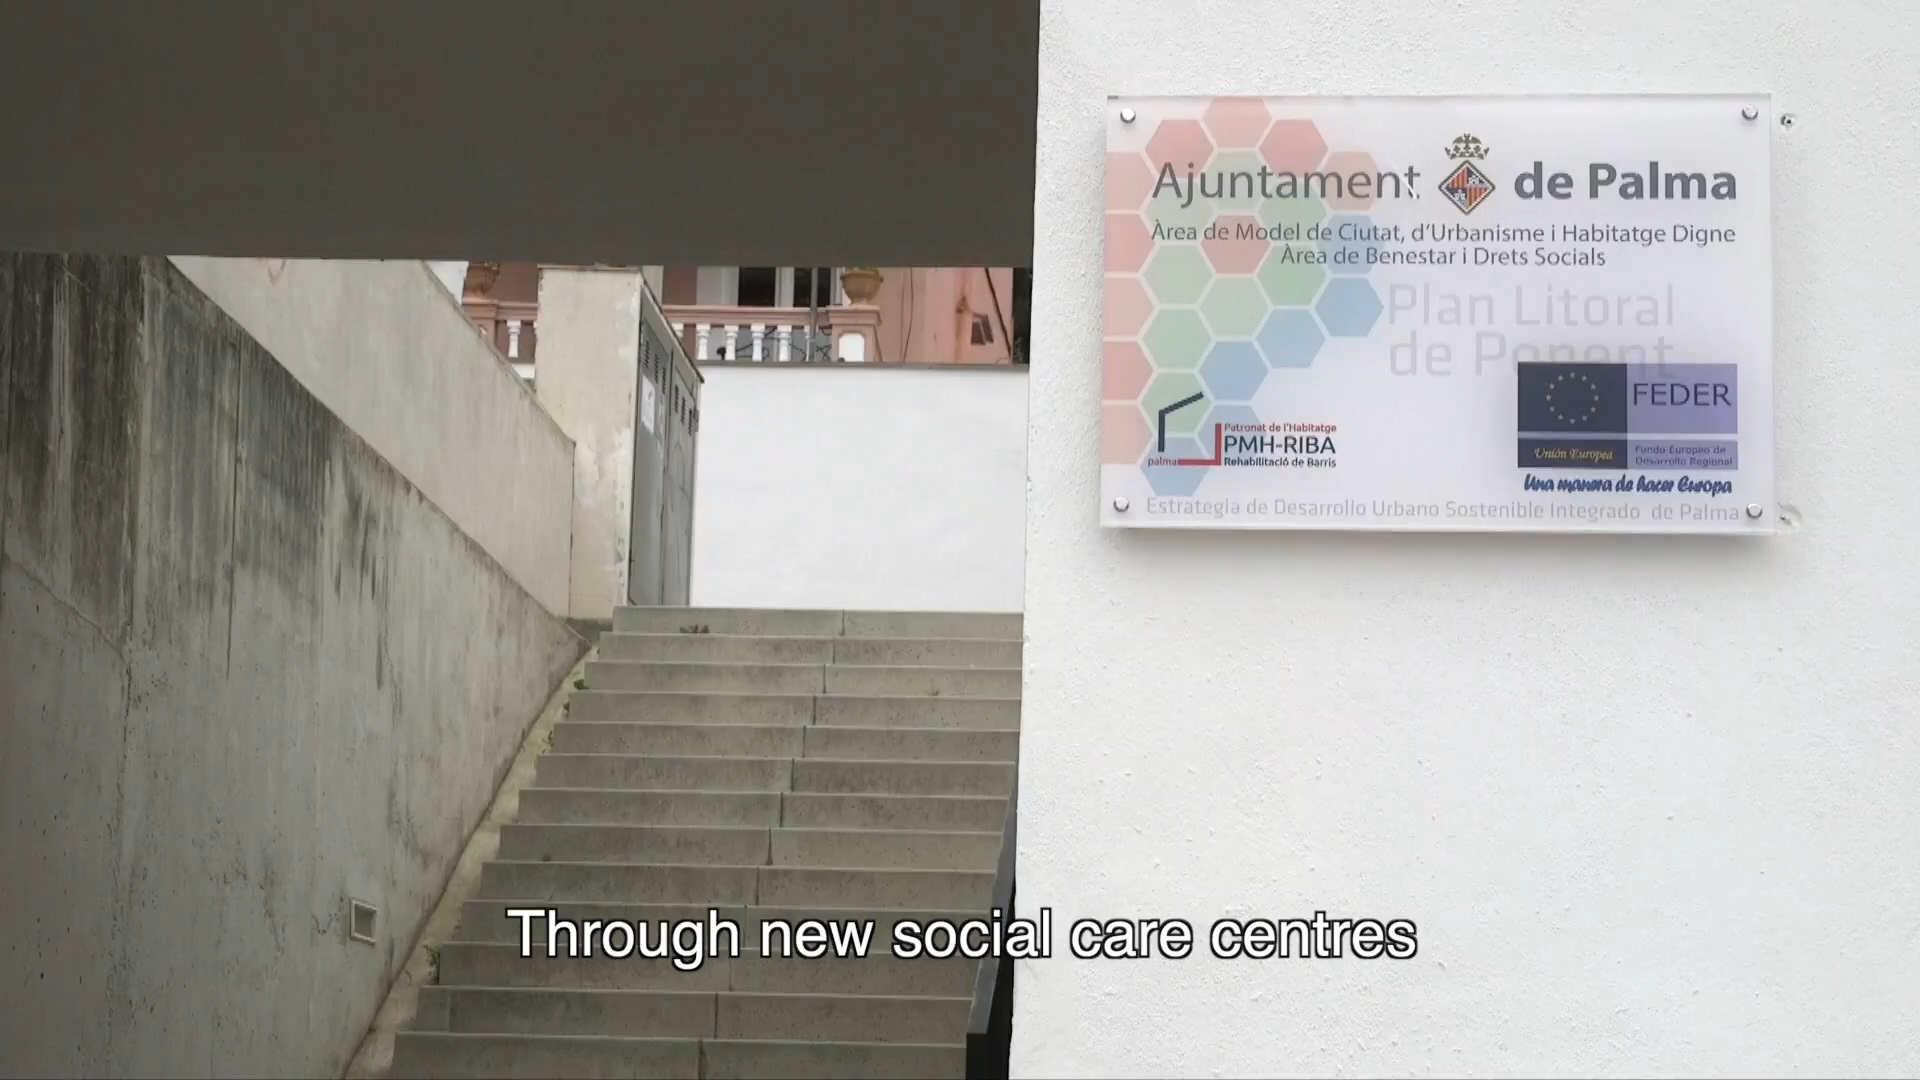 Ajuntament de Palma
Àrea de Model de Ciutat, d'Urbanisme i Habitatge Digne
Àrea de Benestar i Drets Socials
Plan Litoral
de Ponent
Patronat de l'Habitatge
PMH-RIBA
palma
Rehabilitació de Barris
FEDER
Unión Europea
Fondo Europeo de
Desarrollo Regional
Una manera de hacer Europa
Estrategia de Desarrollo Urbano Sostenible Integrado de Palma
Through new social care centres